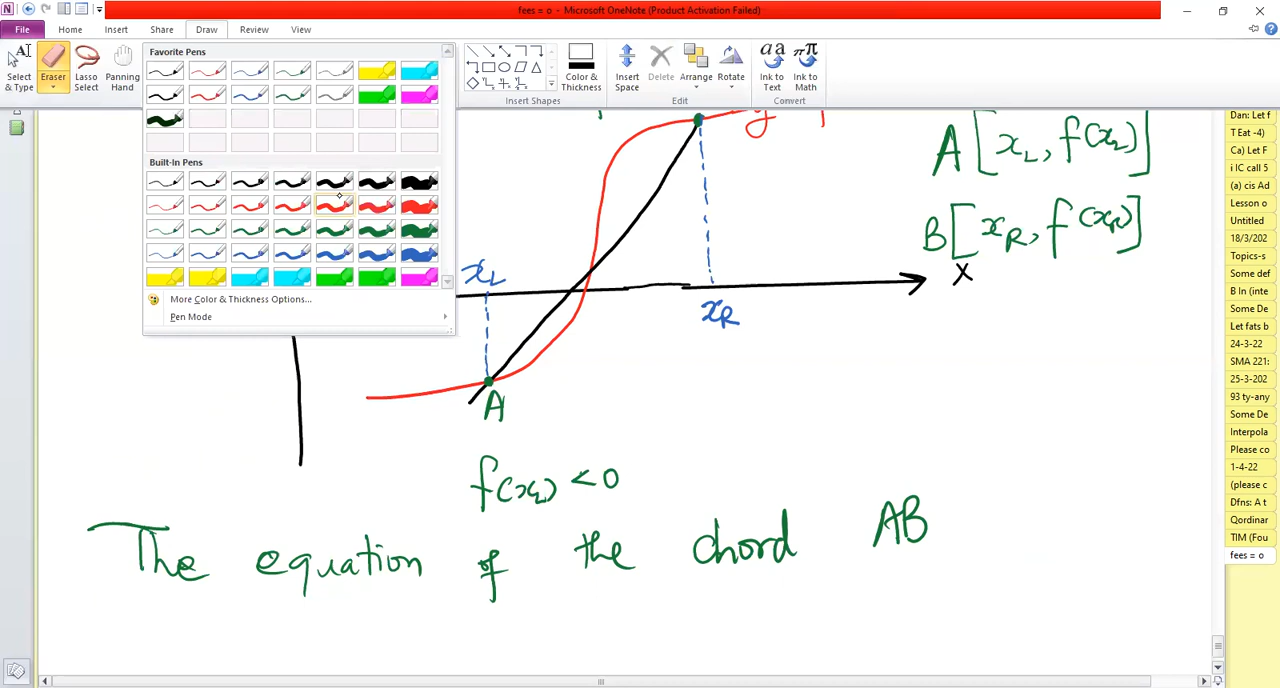 fees = o - Microsoft OneNote (Product Activation Failed)
File Home Insert Share Draw Review View
Select & Type
Eraser
Lasso Select
Panning Hand
Favorite Pens
Built-In Pens
More Color & Thickness Options...
Pen Mode
Color & Thickness
Insert Shapes
Insert Space
Delete
Arrange
Rotate
Edit
Ink to Text
Ink to Math
Convert
A [x_L, f(x_L)]
B [x_R, f(x_R)]
y
X
x_L
x_R
A
f(x_L) < 0
The equation of the chord AB
Dan: Let f
T Eat -4)
Ca) Let F
i IC call 5
(a) cis Ad
Lesson o
Untitled
18/3/202
Topics-s
Some def
B In (inte
Some De
Let fats b
24-3-22
SMA 221:
25-3-202
93 ty-any
Some De
Interpola
Please co
1-4-22
(please c
Dfns: A t
Qordinar
TIM (Fou
fees = o